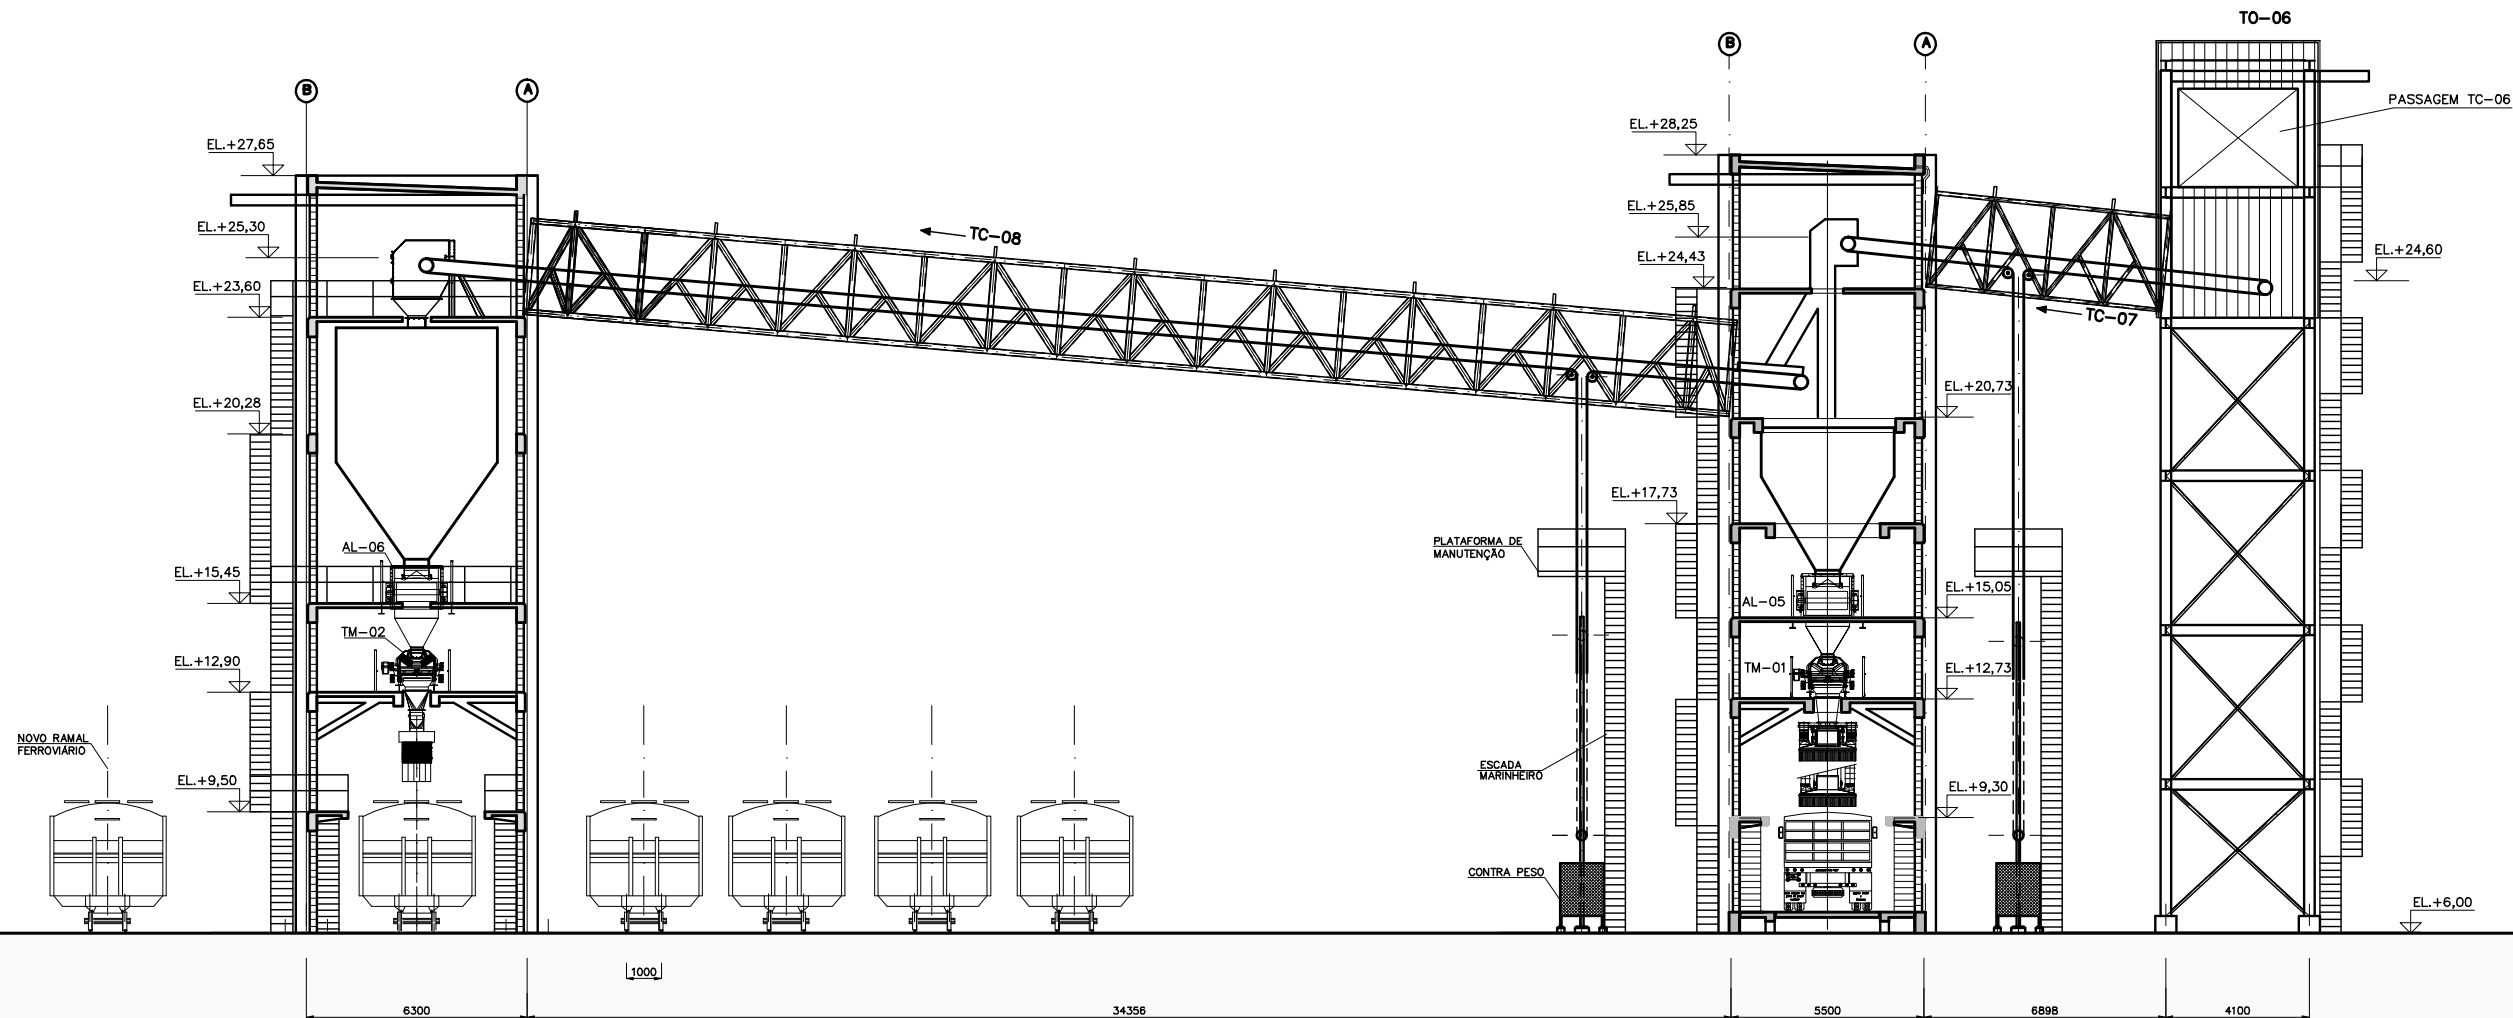 TO-06
B
A
B
A
PASSAGEM TC-06
EL.+28,25
EL.+27,65
EL.+25,85
EL.+25,30
TC-08
EL.+24,43
EL.+24,60
EL.+23,60
TC-07
EL.+20,73
EL.+20,28
EL.+17,73
AL-06
PLATAFORMA DE
MANUTENÇÃO
EL.+15,45
EL.+15,05
AL-05
TM-02
EL.+12,90
TM-01
EL.+12,73
NOVO RAMAL
FERROVIÁRIO
ESCADA
MARINHEIRO
EL.+9,50
EL.+9,30
CONTRA PESO
EL.+6,00
1000
6300
34356
5500
6898
4100